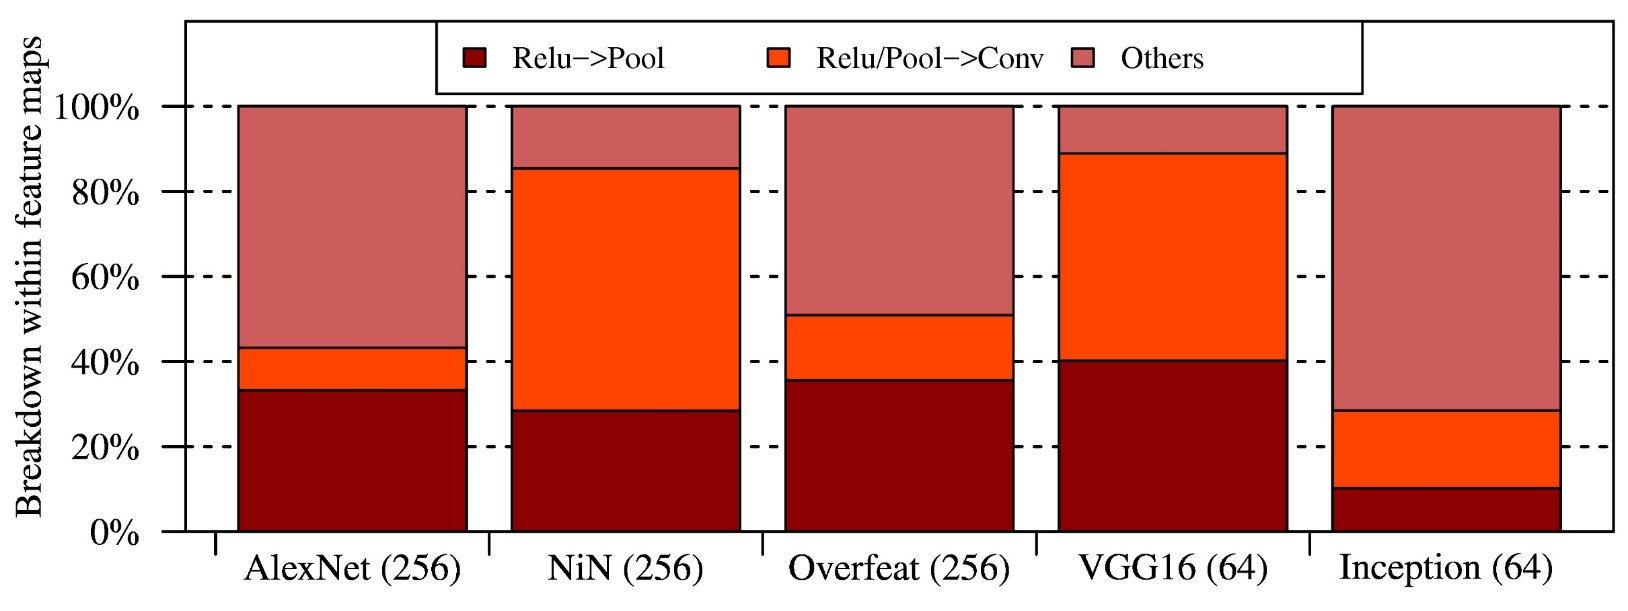 Relu->Pool Relu/Pool->Conv Others
Breakdown within feature maps
100%
80%
60%
40%
20%
0%
AlexNet (256) NiN (256) Overfeat (256) VGG16 (64) Inception (64)